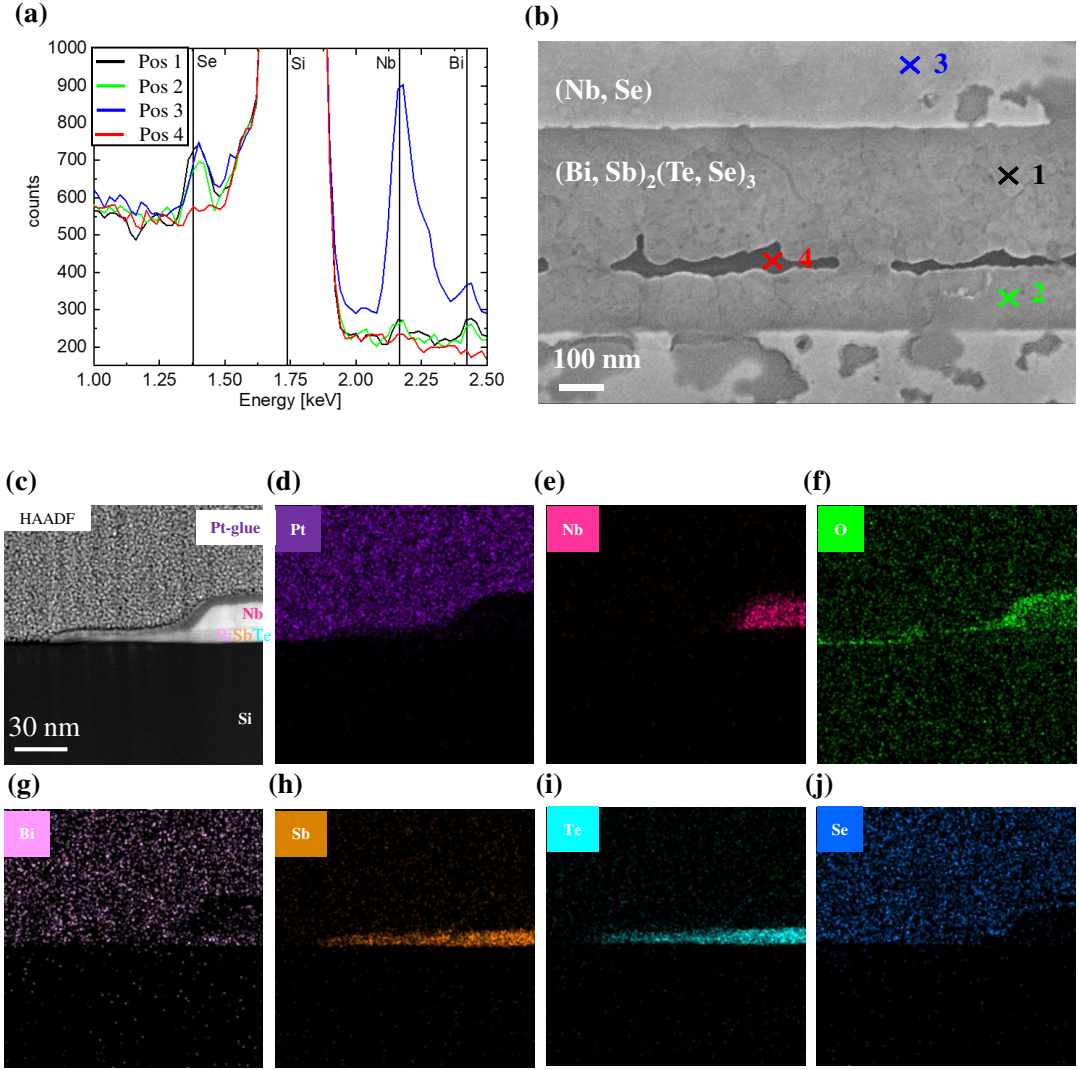 (a)
1000
900
800
700
600
500
400
300
200
counts
1.00
1.25
1.50
1.75
2.00
2.25
2.50
Energy [keV]
Pos 1
Pos 2
Pos 3
Pos 4
Se
Si
Nb
Bi
(b)
3
(Nb, Se)
(Bi, Sb)2(Te, Se)3
1
4
2
100 nm
(c)
HAADF
Pt-glue
Nb
BiSbTe
Si
30 nm
(d)
Pt
(e)
Nb
(f)
O
(g)
Bi
(h)
Sb
(i)
Te
(j)
Se